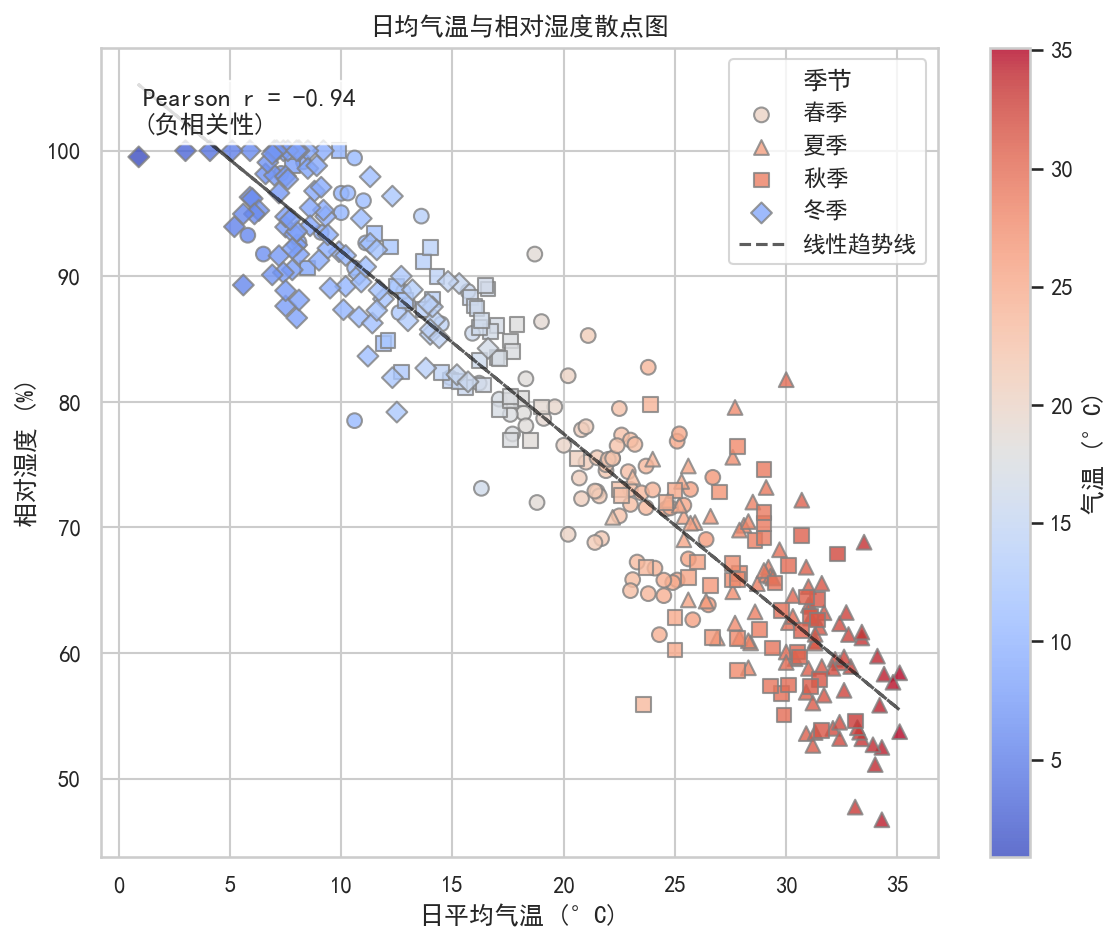 日均气温与相对湿度散点图
Pearson r = -0.94
(负相关性)
季节
春季
夏季
秋季
冬季
线性趋势线
100
90
80
70
60
50
相对湿度 (%)
0 5 10 15 20 25 30 35
日平均气温 (°C)
35
30
25
20
15
10
5
气温 (°C)